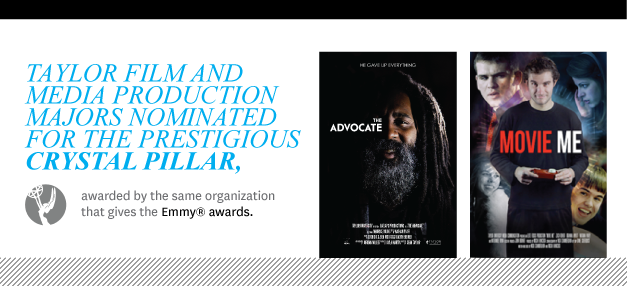 TAYLOR FILM AND
MEDIA PRODUCTION
MAJORS NOMINATED
FOR THE PRESTIGIOUS
CRYSTAL PILLAR,
awarded by the same organization
that gives the Emmy® awards.
HE GAVE UP EVERYTHING
THE
ADVOCATE
MOVIE ME